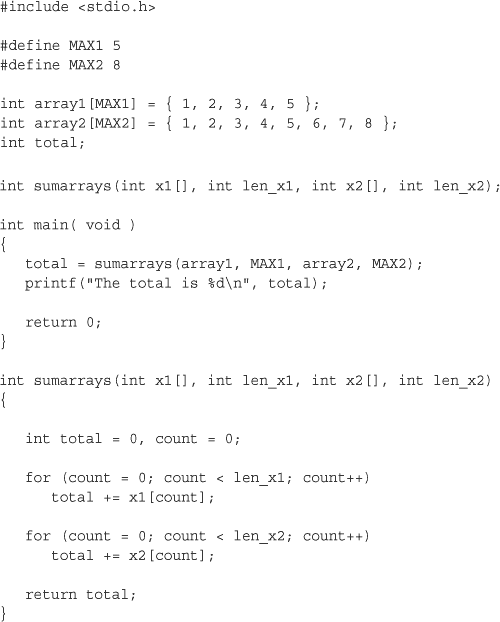 #include <stdio.h>

#define MAX1 5
#define MAX2 8

int array1[MAX1] = { 1, 2, 3, 4, 5 };
int array2[MAX2] = { 1, 2, 3, 4, 5, 6, 7, 8 };
int total;

int sumarrays(int x1[], int len_x1, int x2[], int len_x2);

int main( void )
{
   total = sumarrays(array1, MAX1, array2, MAX2);
   printf("The total is %d\n", total);

   return 0;
}

int sumarrays(int x1[], int len_x1, int x2[], int len_x2)
{

   int total = 0, count = 0;

   for (count = 0; count < len_x1; count++)
      total += x1[count];

   for (count = 0; count < len_x2; count++)
      total += x2[count];

   return total;
}